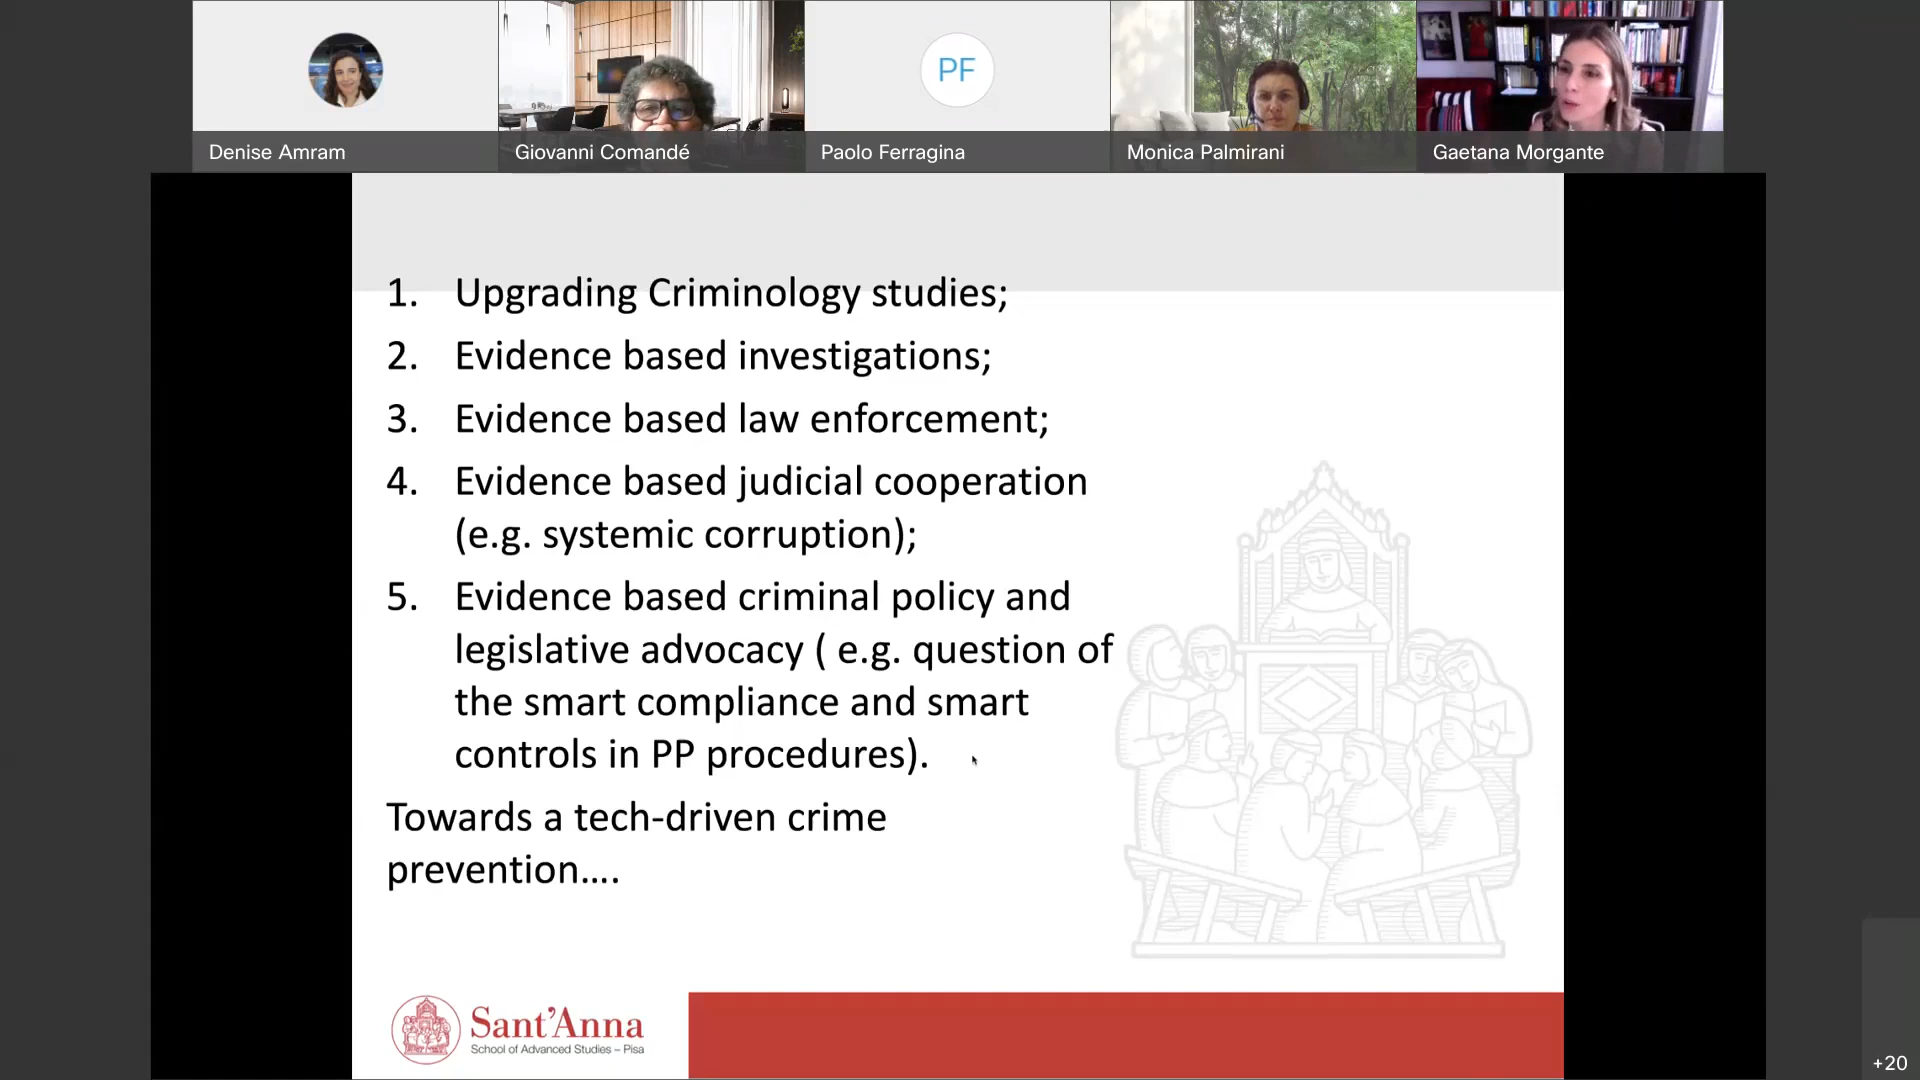 PF
Denise Amram
Giovanni Comandé
Paolo Ferragina
Monica Palmirani
Gaetana Morgante
1. Upgrading Criminology studies;
2. Evidence based investigations;
3. Evidence based law enforcement;
4. Evidence based judicial cooperation
(e.g. systemic corruption);
5. Evidence based criminal policy and
legislative advocacy ( e.g. question of
the smart compliance and smart
controls in PP procedures).
Towards a tech-driven crime
prevention....
Sant'Anna
School of Advanced Studies – Pisa
+20